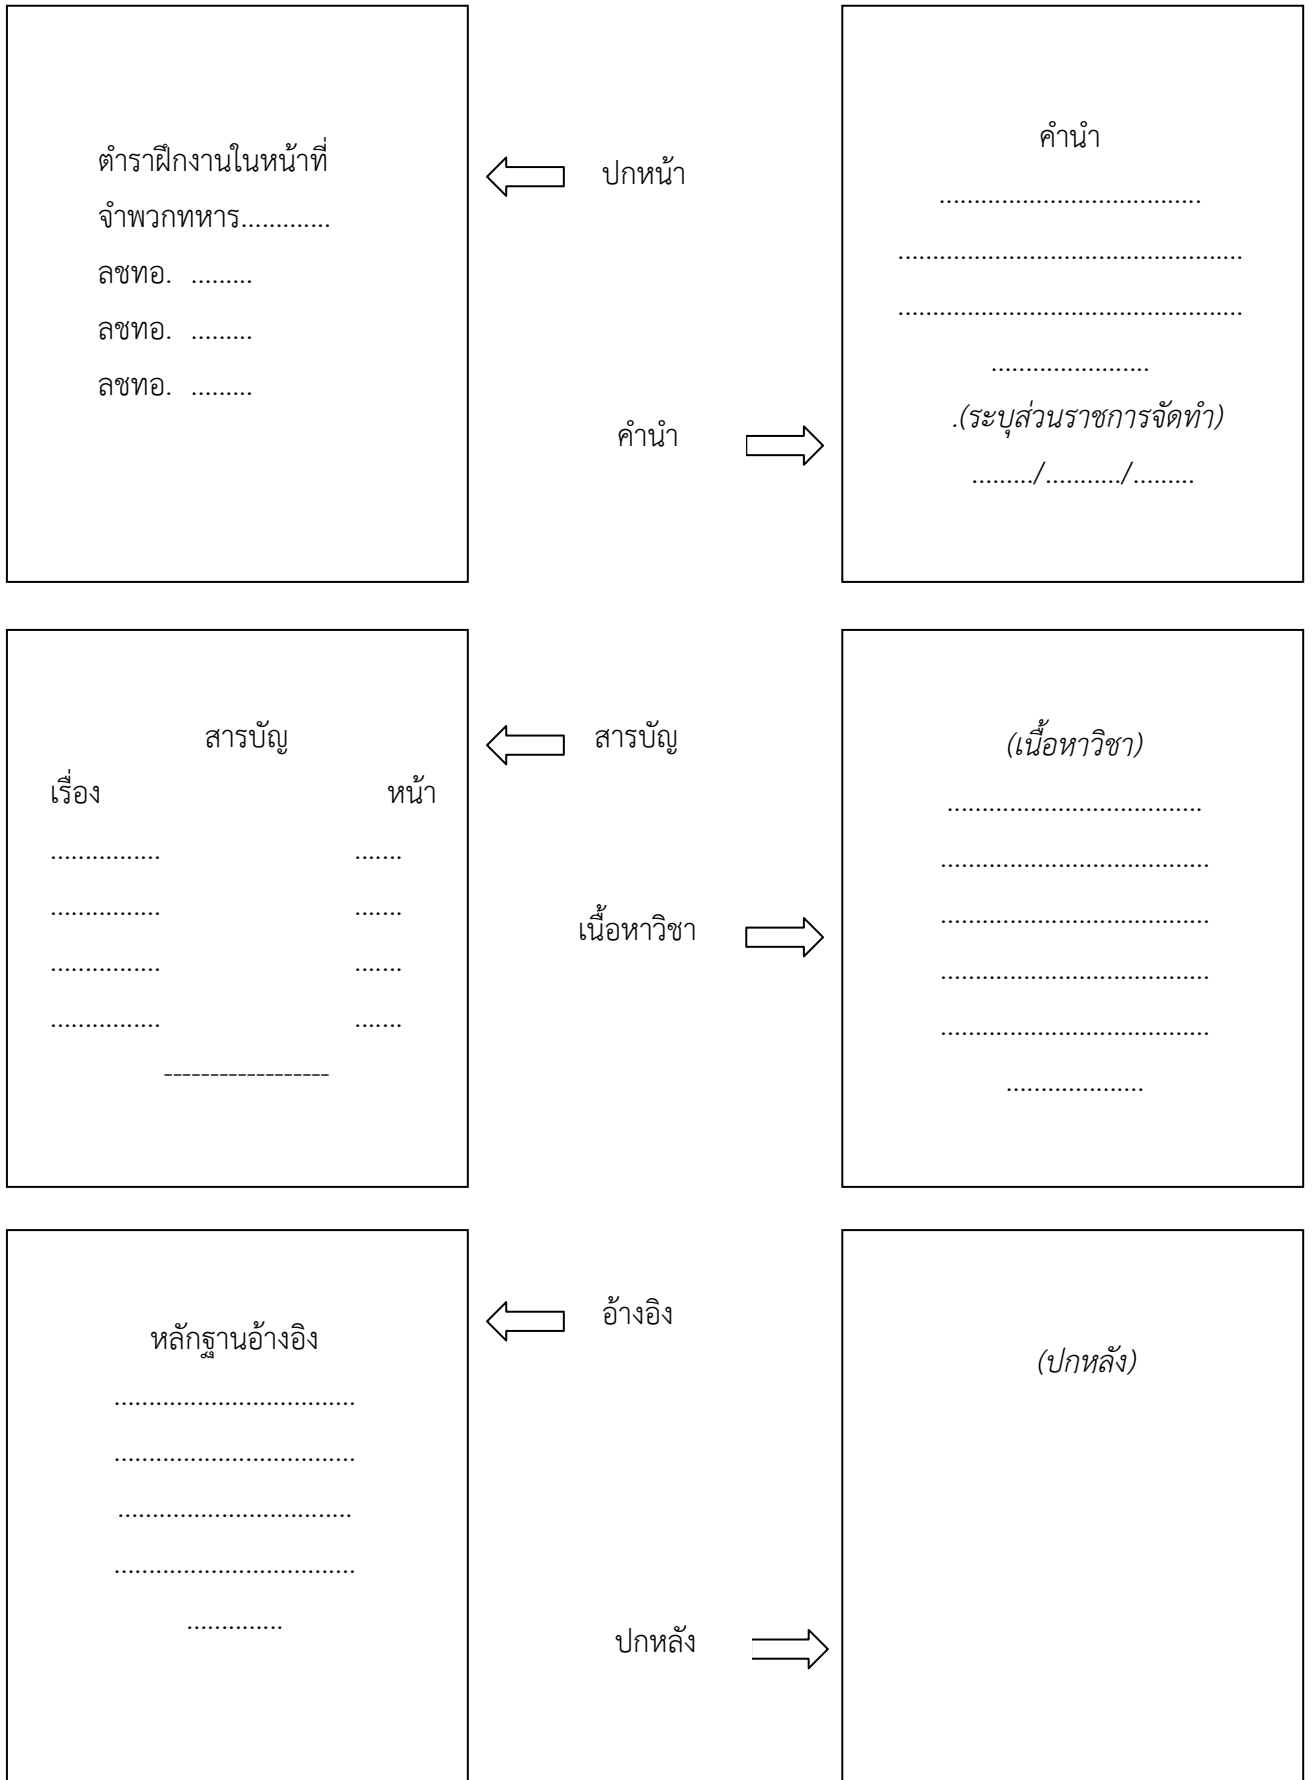 ตำราฝึกงานในหน้าที่
จำพวกทหาร.............
ลชทอ. .........
ลชทอ. .........
ลชทอ. .........
ปกหน้า
คำนำ
คำนำ
......................................
..................................................
..................................................
.......................
.(ระบุส่วนราชการจัดทำ)
........./.........../.........
สารบัญ
เรื่อง หน้า
................ .......
................ .......
................ .......
................ .......
------------------
สารบัญ
เนื้อหาวิชา
(เนื้อหาวิชา)
.....................................
.......................................
.......................................
.......................................
.......................................
....................
หลักฐานอ้างอิง
...................................
...................................
..................................
...................................
..............
อ้างอิง
ปกหลัง
(ปกหลัง)